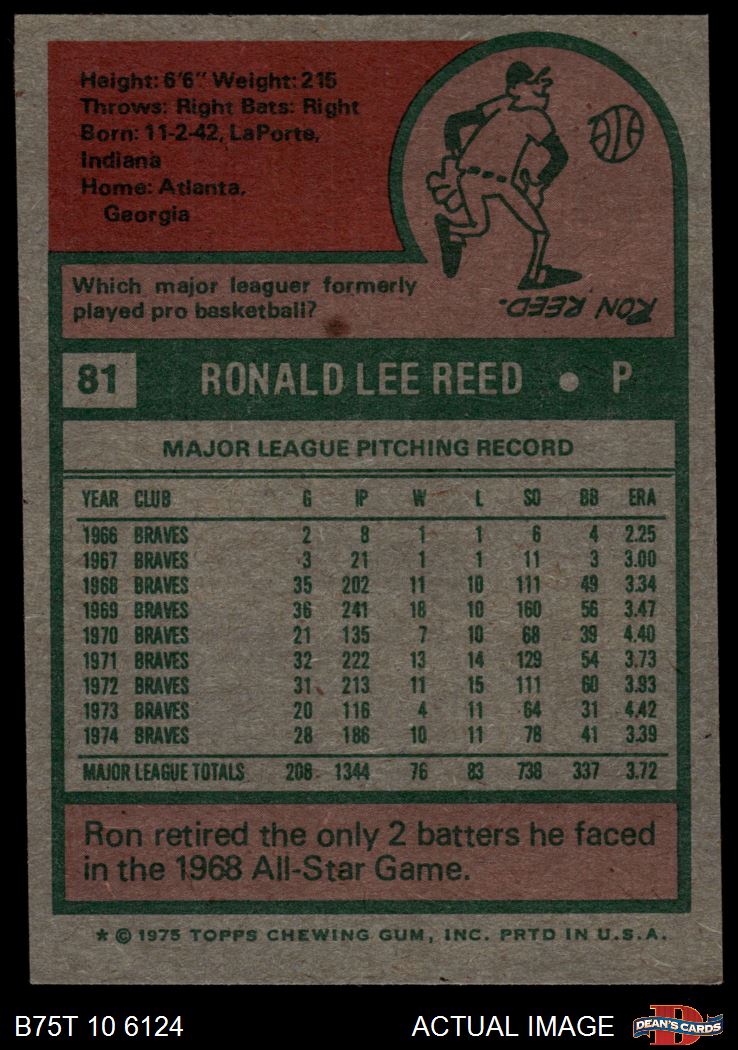 Height: 6'6" Weight: 215
Throws: Right Bats: Right
Born: 11-2-42, LaPorte,
Indiana
Home: Atlanta,
Georgia
Which major leaguer formerly
played pro basketball?
RON REED.
81 RONALD LEE REED • P
MAJOR LEAGUE PITCHING RECORD
YEAR CLUB G IP W L SO BB ERA
1966 BRAVES 2 8 1 1 6 4 2.25
1967 BRAVES 3 21 1 1 11 3 3.00
1968 BRAVES 35 202 11 10 111 49 3.34
1969 BRAVES 36 241 18 10 160 56 3.47
1970 BRAVES 21 135 7 10 68 39 4.40
1971 BRAVES 32 222 13 14 129 54 3.73
1972 BRAVES 31 213 11 15 111 60 3.93
1973 BRAVES 20 116 4 11 64 31 4.42
1974 BRAVES 28 186 10 11 78 41 3.39
MAJOR LEAGUE TOTALS 208 1344 76 83 738 337 3.72
Ron retired the only 2 batters he faced
in the 1968 All-Star Game.
* © 1975 TOPPS CHEWING GUM, INC. PRTD IN U.S.A.
B75T 10 6124 ACTUAL IMAGE
D
DEAN'S CARDS